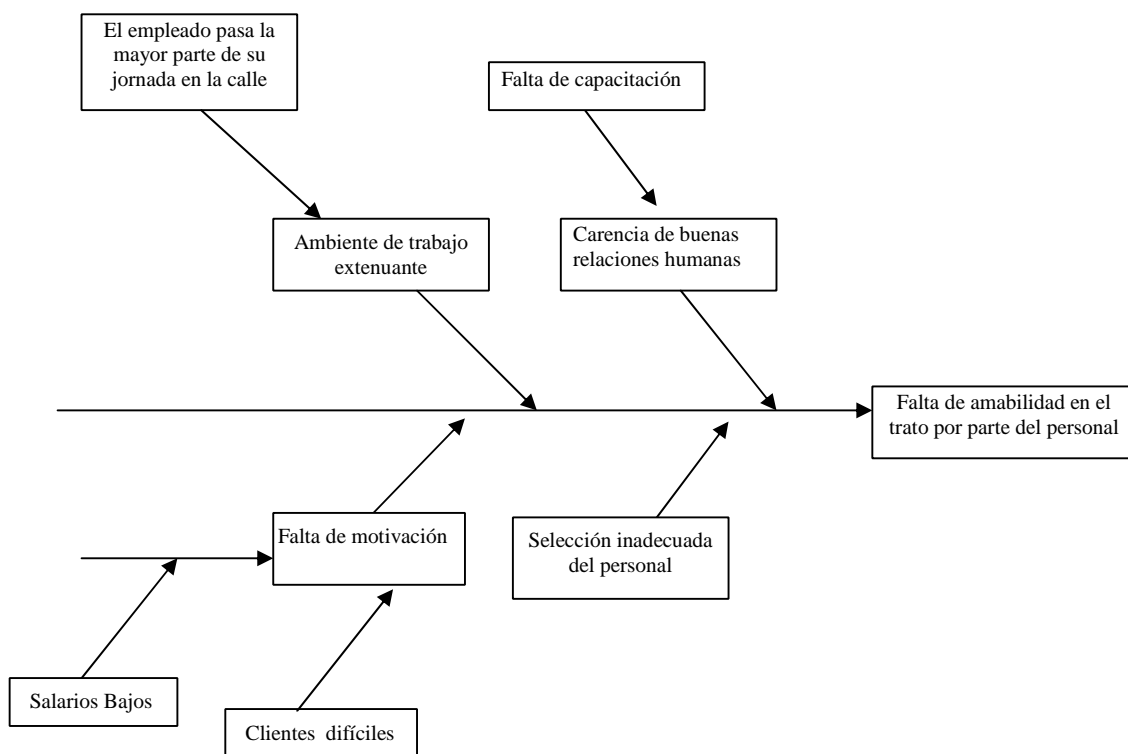 El empleado pasa la
mayor parte de su
jornada en la calle
Falta de capacitación
Ambiente de trabajo
extenuante
Carencia de buenas
relaciones humanas
Falta de amabilidad en el
trato por parte del personal
Falta de motivación
Selección inadecuada
del personal
Salarios Bajos
Clientes difíciles